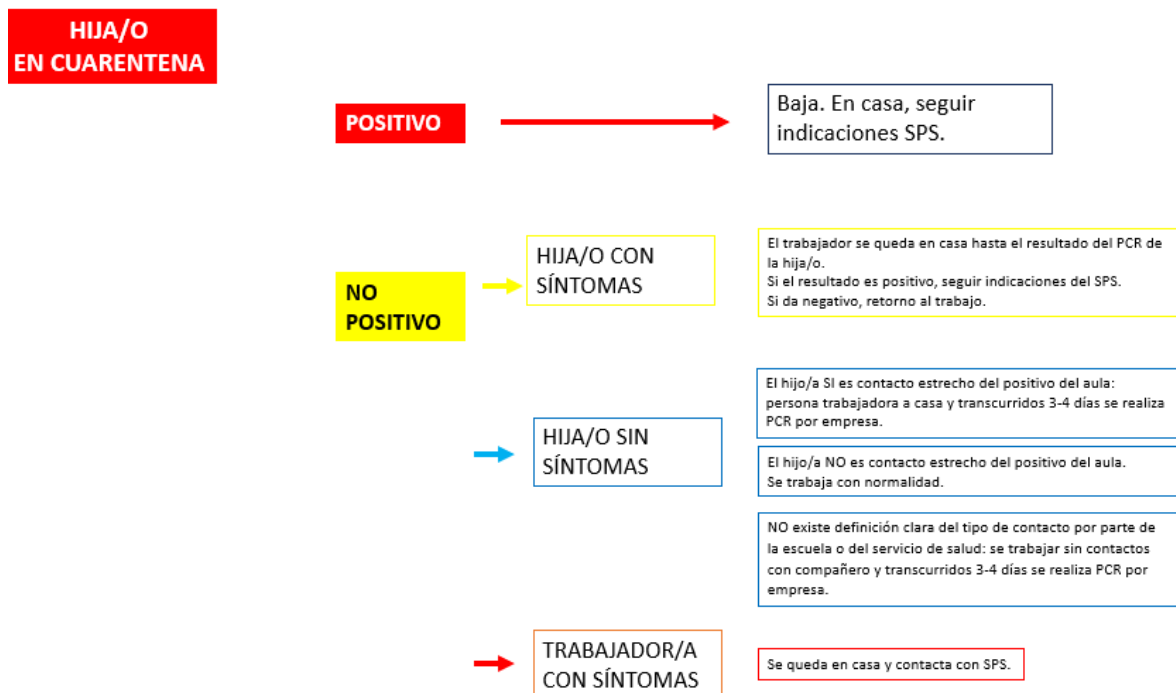 HIJA/O
EN CUARENTENA
POSITIVO
Baja. En casa, seguir
indicaciones SPS.
NO
POSITIVO
HIJA/O CON
SÍNTOMAS
El trabajador se queda en casa hasta el resultado del PCR de
la hija/o.
Si el resultado es positivo, seguir indicaciones del SPS.
Si da negativo, retorno al trabajo.
HIJA/O SIN
SÍNTOMAS
El hijo/a SI es contacto estrecho del positivo del aula:
persona trabajadora a casa y transcurridos 3-4 días se realiza
PCR por empresa.
El hijo/a NO es contacto estrecho del positivo del aula.
Se trabaja con normalidad.
NO existe definición clara del tipo de contacto por parte de
la escuela o del servicio de salud: se trabajar sin contactos
con compañero y transcurridos 3-4 días se realiza PCR por
empresa.
TRABAJADOR/A
CON SÍNTOMAS
Se queda en casa y contacta con SPS.